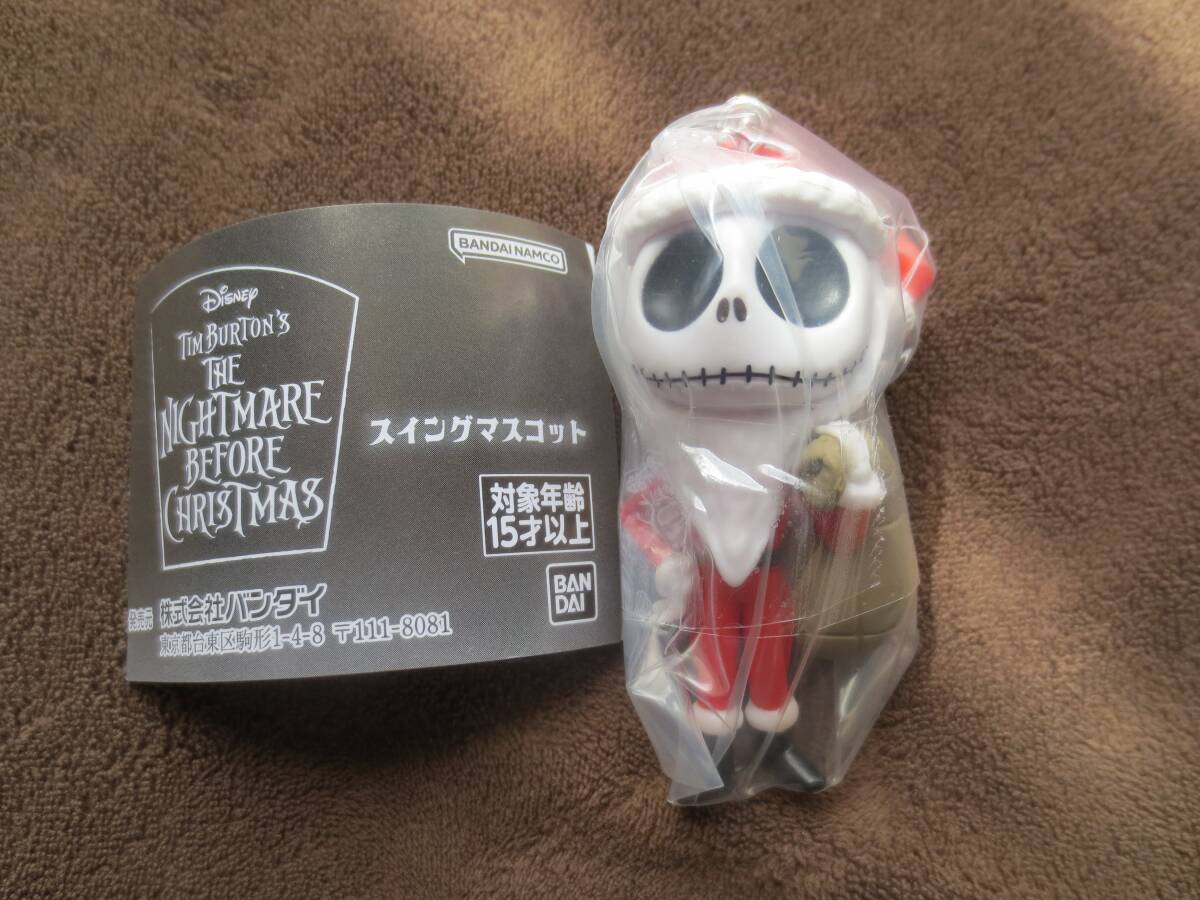 BANDAI NAMCO
Disney
TIM BURTON'S
THE
NIGHTMARE
BEFORE
CHRISTMAS
スイングマスコット
対象年齢
15才以上
BAN
DAI
発売元 株式会社バンダイ
東京都台東区駒形1-4-8 〒111-8081